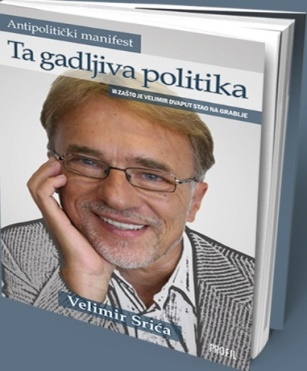 Antipolitički manifest
Ta gadljiva politika
ILI ZAŠTO JE VELIMIR DVAPUT STAO NA GRABLJE
Velimir Srića
PROFIL